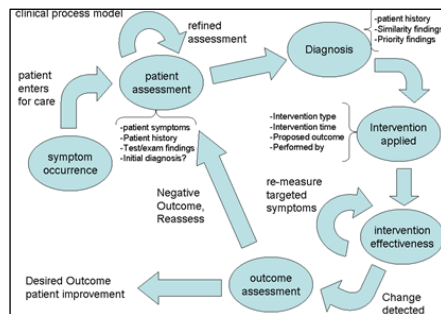 clinical process model
refined
assessment
patient
enters
for care
patient
assessment
Diagnosis
-patient history
-Similarity findings
-Priority findings
symptom
occurrence
-patient symptoms
-Patient history
-Test/exam findings
-Initial diagnosis?
-Intervention type
-Intervention time
-Proposed outcome
-Performed by
Intervention
applied
Negative
Outcome,
Reassess
re-measure
targeted
symptoms
intervention
effectiveness
Desired Outcome
patient improvement
outcome
assessment
Change
detected